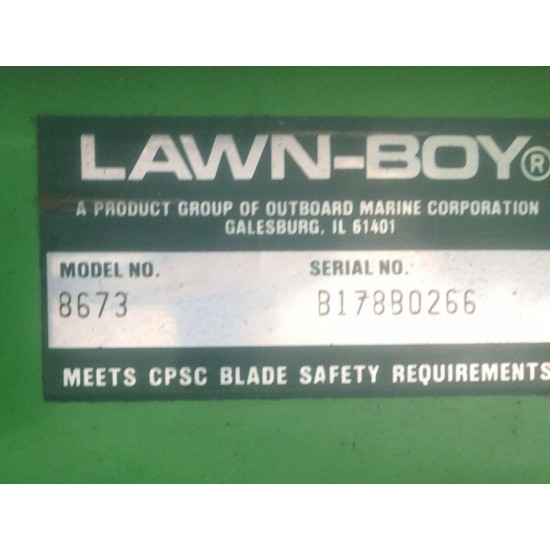 LAWN-BOY®
A PRODUCT GROUP OF OUTBOARD MARINE CORPORATION
GALESBURG, IL 61401
MODEL NO. SERIAL NO.
8673 B178B0266
MEETS CPSC BLADE SAFETY REQUIREMENTS